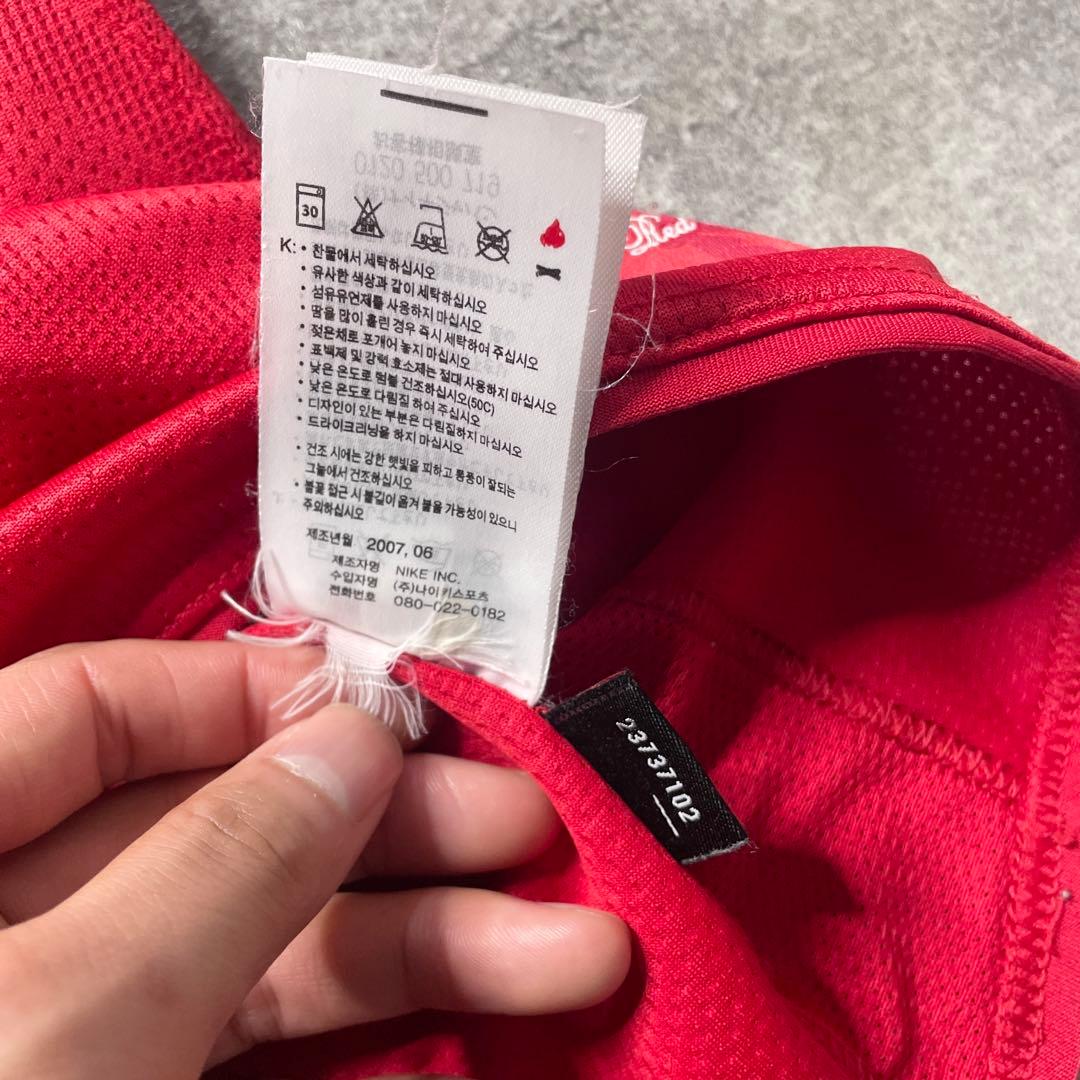 30
K: • 찬물에서 세탁하십시오
• 유사한 색상과 같이 세탁하십시오
• 섬유유연제를 사용하지 마십시오
• 땀을 많이 흘린 경우 즉시 세탁하여 주십시오
• 젖은채로 포개어 놓지 마십시오
• 표백제 및 강력 효소제는 절대 사용하지 마십시오
• 낮은 온도로 텀블 건조하십시오(50C)
• 낮은 온도로 다림질 하여 주십시오
• 디자인이 있는 부분은 다림질하지 마십시오
• 드라이크리닝을 하지 마십시오
• 건조 시에는 강한 햇빛을 피하고 통풍이 잘되는
그늘에서 건조하십시오
• 불꽃 접근 시 불길이 옮겨 붙을 가능성이 있으니
주의하십시오
제조년월 2007, 06
제조자명 NIKE INC.
수입자명 (주)나이키스포츠
전화번호 080-022-0182
23737102
Red